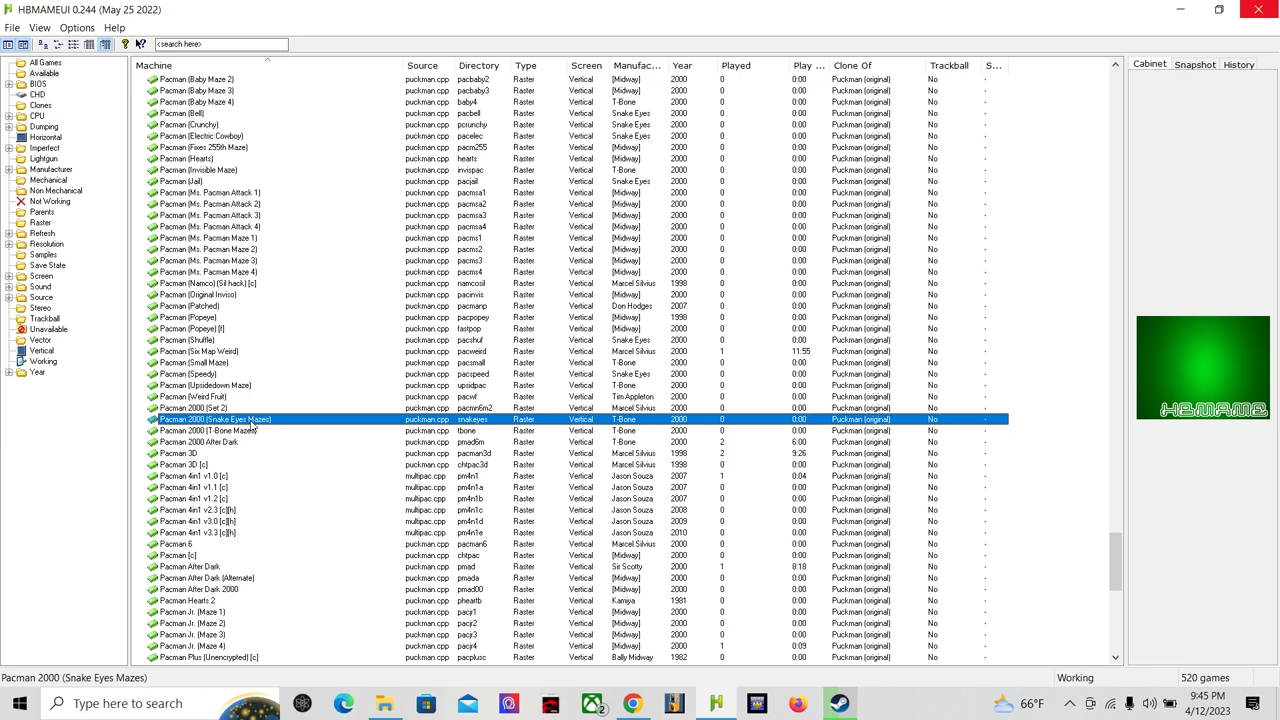 HBMAMEUI 0.244 (May 25 2022)
File View Options Help
<search here>
All Games
Available
BIOS
CHD
Clones
CPU
Dumping
Horizontal
Imperfect
Lightgun
Manufacturer
Mechanical
Non Mechanical
Not Working
Parents
Raster
Refresh
Resolution
Samples
Save State
Screen
Sound
Source
Stereo
Trackball
Unavailable
Vector
Vertical
Working
Year
Machine Source Directory Type Screen Manufac... Year Played Play ... Clone Of Trackball S...
Pacman (Baby Maze 2) puckman.cpp pacbaby2 Raster Vertical [Midway] 2000 0 0:00 Puckman (original) No -
Pacman (Baby Maze 3) puckman.cpp pacbaby3 Raster Vertical [Midway] 2000 0 0:00 Puckman (original) No -
Pacman (Baby Maze 4) puckman.cpp baby4 Raster Vertical T-Bone 2000 0 0:00 Puckman (original) No -
Pacman (Bell) puckman.cpp pacbell Raster Vertical Snake Eyes 2000 0 0:00 Puckman (original) No -
Pacman (Crunchy) puckman.cpp pcrunchy Raster Vertical Snake Eyes 2000 0 0:00 Puckman (original) No -
Pacman (Electric Cowboy) puckman.cpp pacelec Raster Vertical Snake Eyes 2000 0 0:00 Puckman (original) No -
Pacman (Fixes 255th Maze) puckman.cpp pacm255 Raster Vertical [Midway] 2000 0 0:00 Puckman (original) No -
Pacman (Hearts) puckman.cpp hearts Raster Vertical [Midway] 2000 0 0:00 Puckman (original) No -
Pacman (Invisible Maze) puckman.cpp invispac Raster Vertical T-Bone 2000 0 0:00 Puckman (original) No -
Pacman (Jail) puckman.cpp pacjail Raster Vertical Snake Eyes 2000 0 0:00 Puckman (original) No -
Pacman (Ms. Pacman Attack 1) puckman.cpp pacmsa1 Raster Vertical [Midway] 2000 0 0:00 Puckman (original) No -
Pacman (Ms. Pacman Attack 2) puckman.cpp pacmsa2 Raster Vertical [Midway] 2000 0 0:00 Puckman (original) No -
Pacman (Ms. Pacman Attack 3) puckman.cpp pacmsa3 Raster Vertical [Midway] 2000 0 0:00 Puckman (original) No -
Pacman (Ms. Pacman Attack 4) puckman.cpp pacmsa4 Raster Vertical [Midway] 2000 0 0:00 Puckman (original) No -
Pacman (Ms. Pacman Maze 1) puckman.cpp pacms1 Raster Vertical [Midway] 2000 0 0:00 Puckman (original) No -
Pacman (Ms. Pacman Maze 2) puckman.cpp pacms2 Raster Vertical [Midway] 2000 0 0:00 Puckman (original) No -
Pacman (Ms. Pacman Maze 3) puckman.cpp pacms3 Raster Vertical [Midway] 2000 0 0:00 Puckman (original) No -
Pacman (Ms. Pacman Maze 4) puckman.cpp pacms4 Raster Vertical [Midway] 2000 0 0:00 Puckman (original) No -
Pacman (Namco) (Sil hack) [c] puckman.cpp namcosil Raster Vertical Marcel Silvius 1998 0 0:00 Puckman (original) No -
Pacman (Original Inviso) puckman.cpp pacinvis Raster Vertical [Midway] 2000 0 0:00 Puckman (original) No -
Pacman (Patched) puckman.cpp pacmanp Raster Vertical Don Hodges 2007 0 0:00 Puckman (original) No -
Pacman (Popeye) puckman.cpp pacpopey Raster Vertical [Midway] 1998 0 0:00 Puckman (original) No -
Pacman (Popeye) [f] puckman.cpp fastpop Raster Vertical [Midway] 2000 0 0:00 Puckman (original) No -
Pacman (Shuffle) puckman.cpp pacshuf Raster Vertical Snake Eyes 2000 0 0:00 Puckman (original) No -
Pacman (Six Map Weird) puckman.cpp pacweird Raster Vertical Marcel Silvius 2000 1 11:55 Puckman (original) No -
Pacman (Small Maze) puckman.cpp pacsmall Raster Vertical T-Bone 2000 0 0:00 Puckman (original) No -
Pacman (Speedy) puckman.cpp pacspeed Raster Vertical Snake Eyes 2000 0 0:00 Puckman (original) No -
Pacman (Upsidedown Maze) puckman.cpp upsidpac Raster Vertical T-Bone 2000 0 0:00 Puckman (original) No -
Pacman (Weird Fruit) puckman.cpp pacwf Raster Vertical Tim Appleton 2000 0 0:00 Puckman (original) No -
Pacman 2000 (Set 2) puckman.cpp pacmn6m2 Raster Vertical Marcel Silvius 2000 0 0:00 Puckman (original) No -
Pacman 2000 (Snake Eyes Mazes) puckman.cpp snakeyes Raster Vertical T-Bone 2000 0 0:00 Puckman (original) No -
Pacman 2000 (T-Bone Mazes) puckman.cpp tbone Raster Vertical T-Bone 2000 0 0:00 Puckman (original) No -
Pacman 2000 After Dark puckman.cpp pmad6m Raster Vertical T-Bone 2000 2 6:00 Puckman (original) No -
Pacman 3D puckman.cpp pacman3d Raster Vertical Marcel Silvius 1998 2 9:26 Puckman (original) No -
Pacman 3D [c] puckman.cpp chtpac3d Raster Vertical Marcel Silvius 1998 0 0:00 Puckman (original) No -
Pacman 4in1 v1.0 [c] multipac.cpp pm4n1 Raster Vertical Jason Souza 2007 1 0:04 Puckman (original) No -
Pacman 4in1 v1.1 [c] multipac.cpp pm4n1a Raster Vertical Jason Souza 2007 0 0:00 Puckman (original) No -
Pacman 4in1 v1.2 [c] multipac.cpp pm4n1b Raster Vertical Jason Souza 2007 0 0:00 Puckman (original) No -
Pacman 4in1 v2.3 [c][h] multipac.cpp pm4n1c Raster Vertical Jason Souza 2008 0 0:00 Puckman (original) No -
Pacman 4in1 v3.0 [c][h] multipac.cpp pm4n1d Raster Vertical Jason Souza 2009 0 0:00 Puckman (original) No -
Pacman 4in1 v3.3 [c][h] multipac.cpp pm4n1e Raster Vertical Jason Souza 2010 0 0:00 Puckman (original) No -
Pacman 6 puckman.cpp pacman6 Raster Vertical Marcel Silvius 2000 0 0:00 Puckman (original) No -
Pacman [c] puckman.cpp chtpac Raster Vertical [Midway] 2000 0 0:00 Puckman (original) No -
Pacman After Dark puckman.cpp pmad Raster Vertical Sir Scotty 2000 1 8:18 Puckman (original) No -
Pacman After Dark (Alternate) puckman.cpp pmada Raster Vertical [Midway] 2000 0 0:00 Puckman (original) No -
Pacman After Dark 2000 puckman.cpp pmad00 Raster Vertical [Midway] 2000 0 0:00 Puckman (original) No -
Pacman Hearts 2 puckman.cpp pheartb Raster Vertical Kamiya 1981 0 0:00 Puckman (original) No -
Pacman Jr. (Maze 1) puckman.cpp pacjr1 Raster Vertical [Midway] 2000 0 0:00 Puckman (original) No -
Pacman Jr. (Maze 2) puckman.cpp pacjr2 Raster Vertical [Midway] 2000 0 0:00 Puckman (original) No -
Pacman Jr. (Maze 3) puckman.cpp pacjr3 Raster Vertical [Midway] 2000 0 0:00 Puckman (original) No -
Pacman Jr. (Maze 4) puckman.cpp pacjr4 Raster Vertical [Midway] 2000 1 0:09 Puckman (original) No -
Pacman Plus (Unencrypted) [c] puckman.cpp pacplusc Raster Vertical Bally Midway 1982 0 0:00 Puckman (original) No -
Cabinet Snapshot History
HBMAME
Pacman 2000 (Snake Eyes Mazes) Working 520 games
Type here to search
2
H
66°F
9:45 PM
4/12/2023